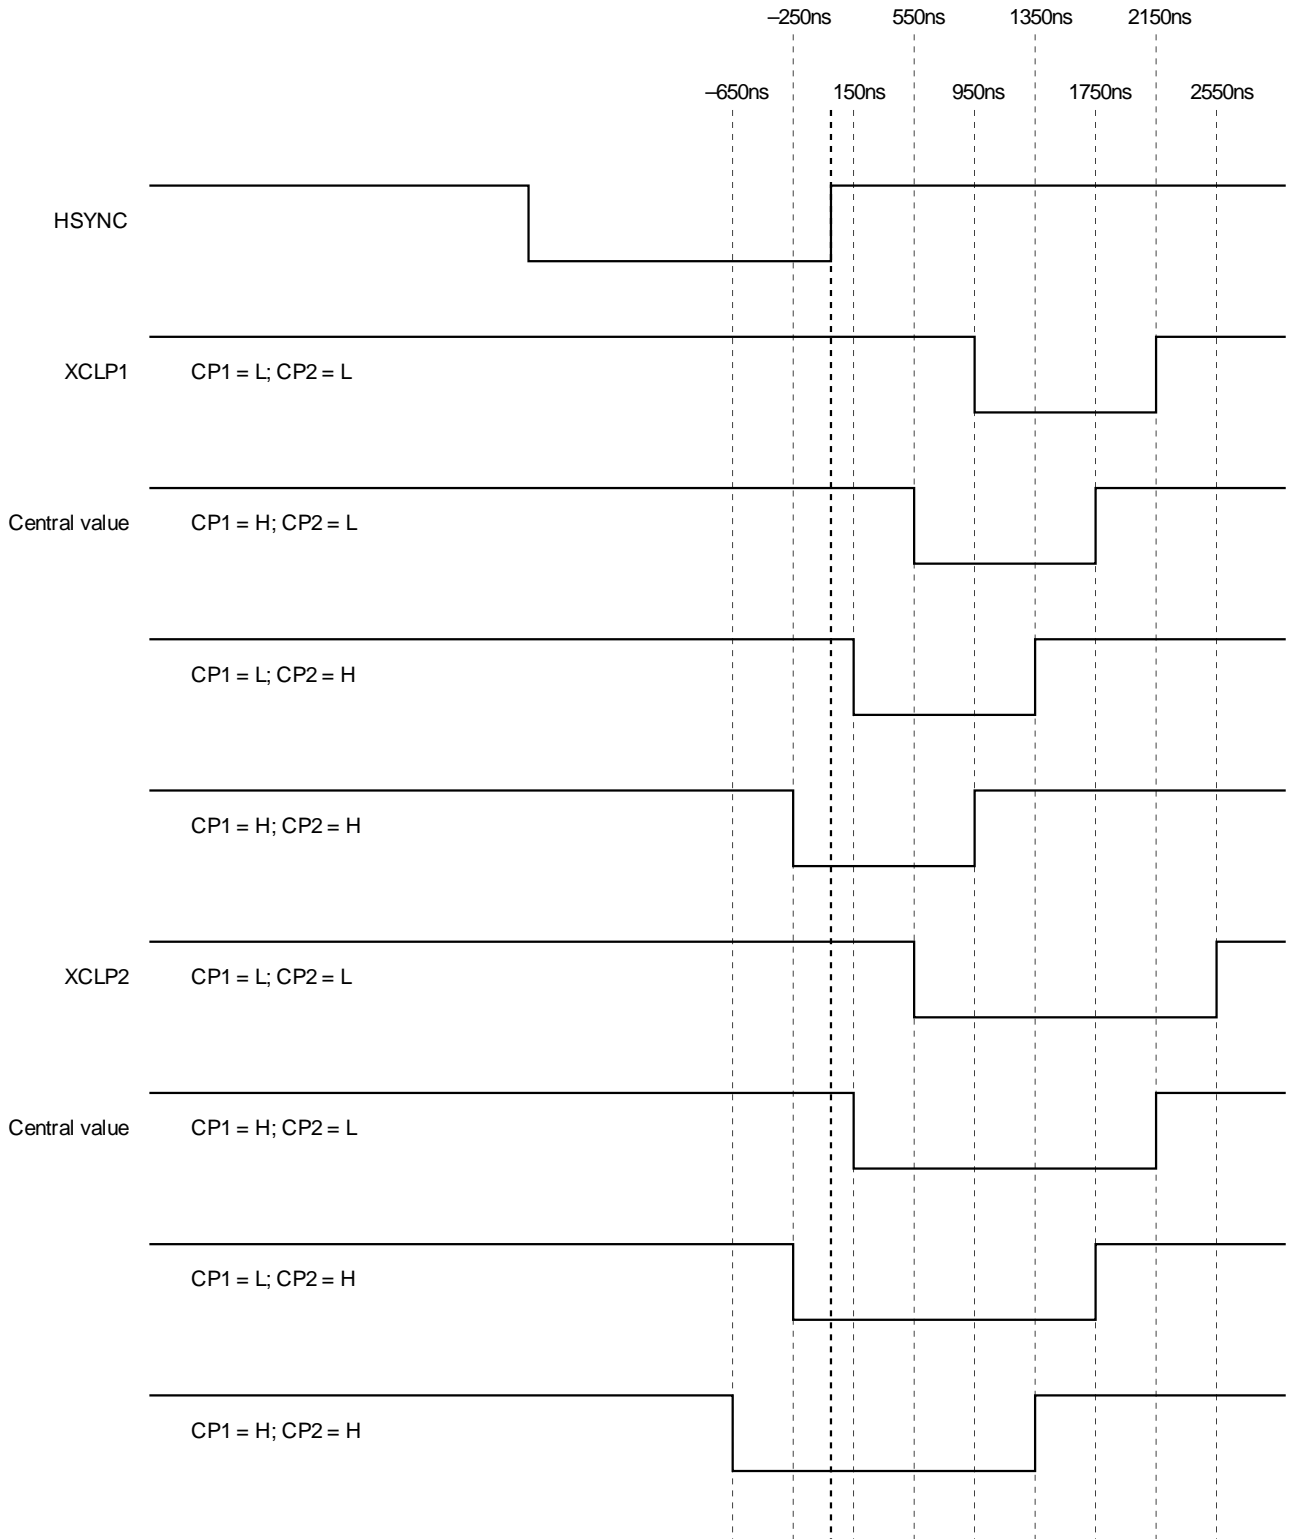 –250ns 550ns 1350ns 2150ns
–650ns 150ns 950ns 1750ns 2550ns
HSYNC
XCLP1 CP1 = L; CP2 = L
Central value CP1 = H; CP2 = L
CP1 = L; CP2 = H
CP1 = H; CP2 = H
XCLP2 CP1 = L; CP2 = L
Central value CP1 = H; CP2 = L
CP1 = L; CP2 = H
CP1 = H; CP2 = H